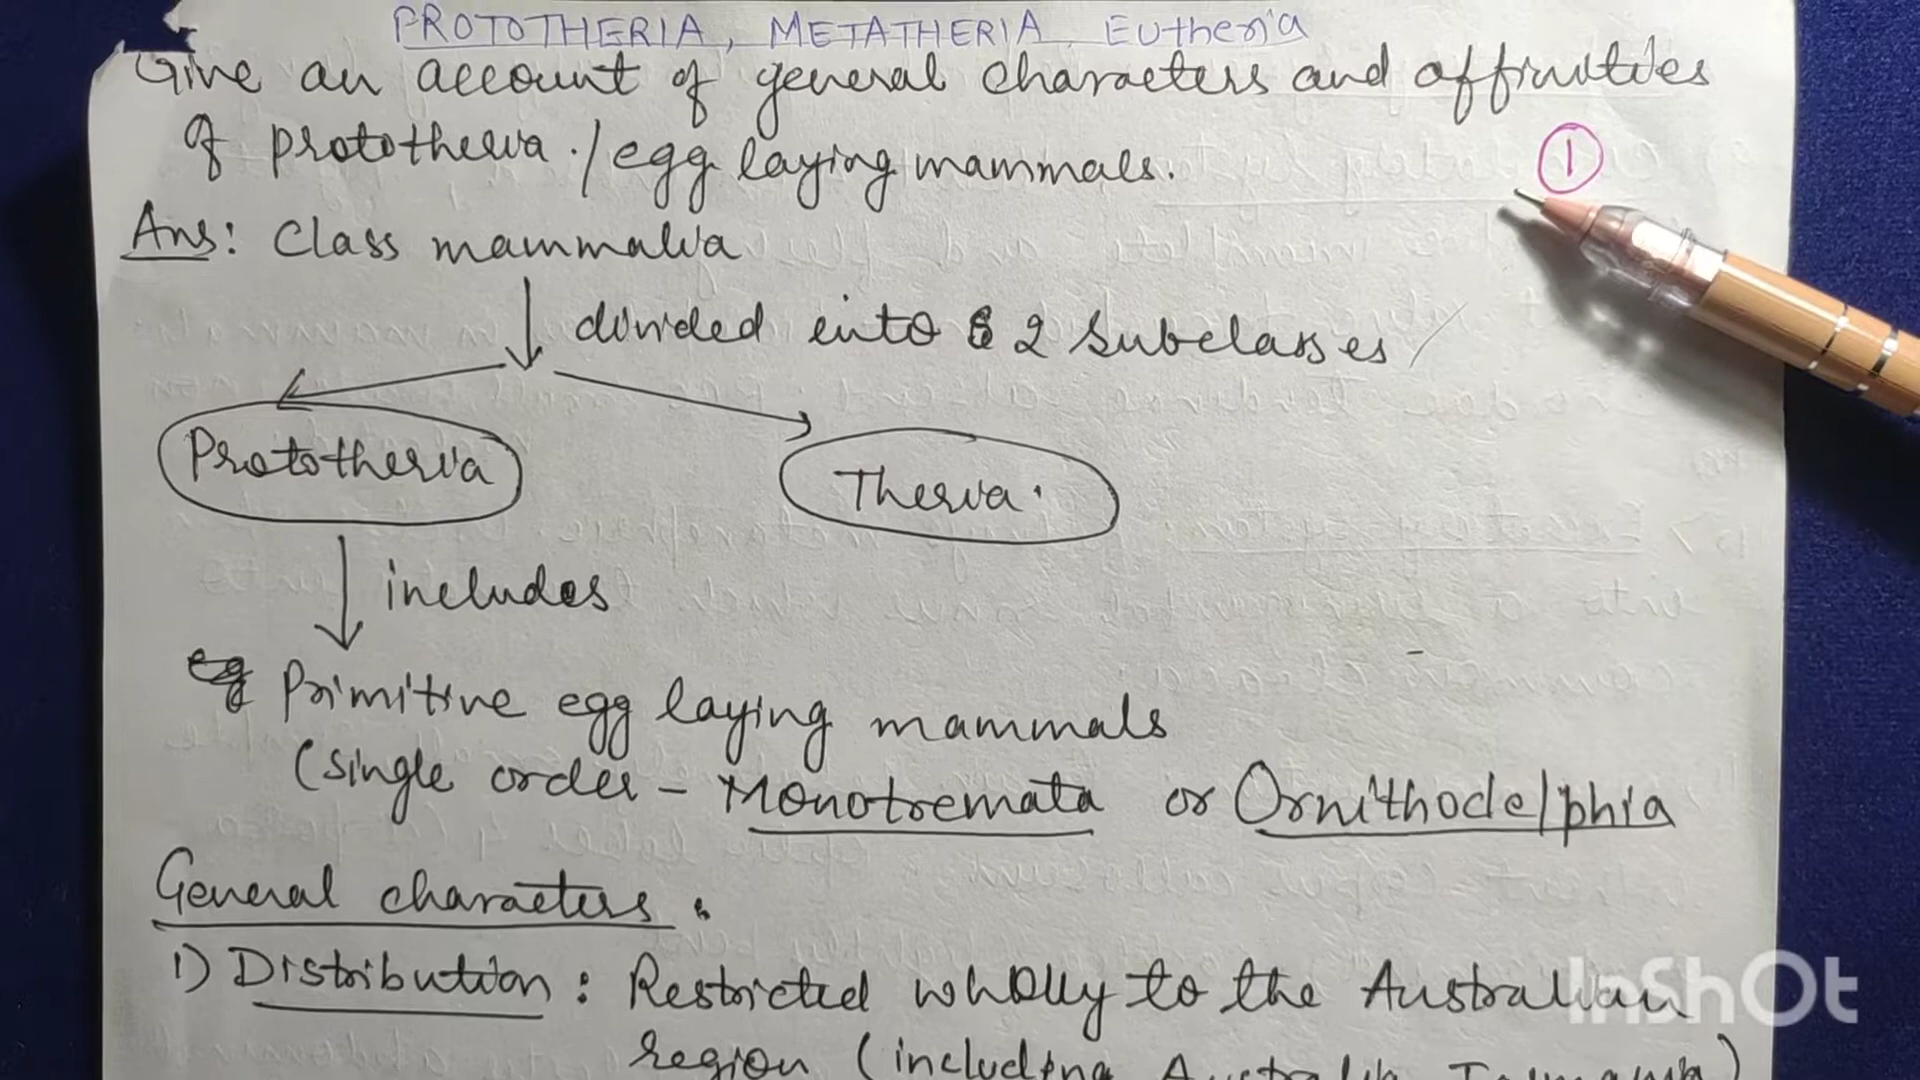 PROTOTHERIA, METATHERIA, Eutheria
Give an account of general characters and affinities
of prototheria./egg laying mammals.
1
Ans: Class mammalia
divided into 2 Subclasses
Prototheria
Theria.
includes
eg Primitive egg laying mammals
(single order - Monotremata or Ornithodelphia
General characters.
1) Distribution: Restricted wholly to the Australian
region (including Australia, Tasmania)
InShOt